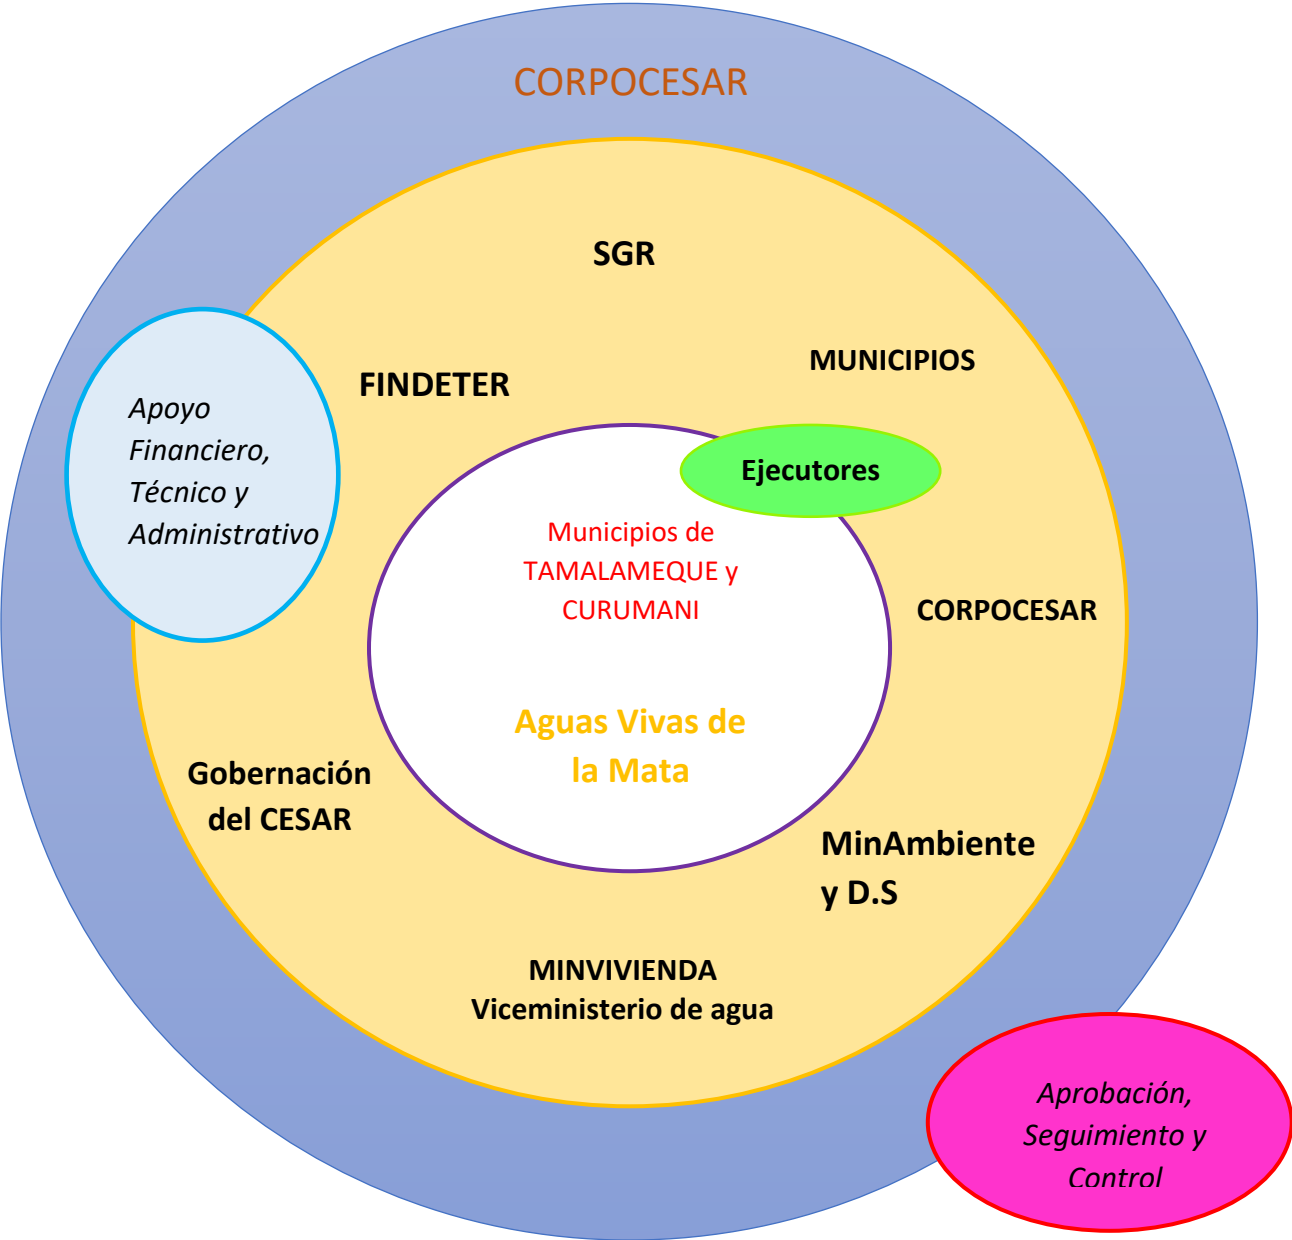 CORPOCESAR
SGR
MUNICIPIOS
FINDETER
Apoyo
Financiero,
Técnico y
Administrativo
Ejecutores
Municipios de
TAMALAMEQUE y
CURUMANI
CORPOCESAR
Aguas Vivas de
la Mata
Gobernación
del CESAR
MinAmbiente
y D.S
MINVIVIENDA
Viceministerio de agua
Aprobación,
Seguimiento y
Control